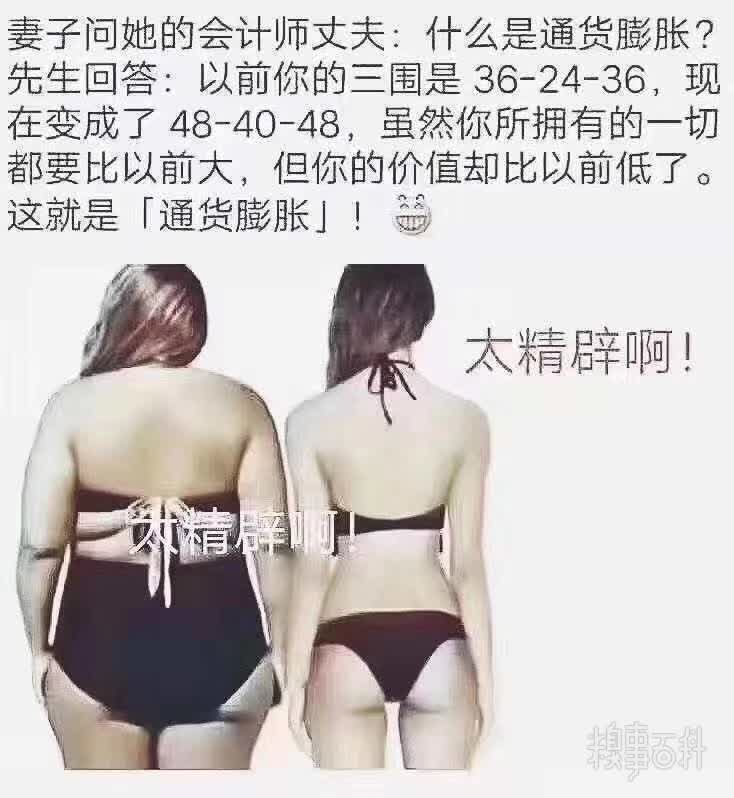 妻子问她的会计师丈夫：什么是通货膨胀？
先生回答：以前你的三围是 36-24-36，现
在变成了 48-40-48，虽然你所拥有的一切
都要比以前大，但你的价值却比以前低了。
这就是「通货膨胀」！
太精辟啊！
太精辟啊！
糗事百科